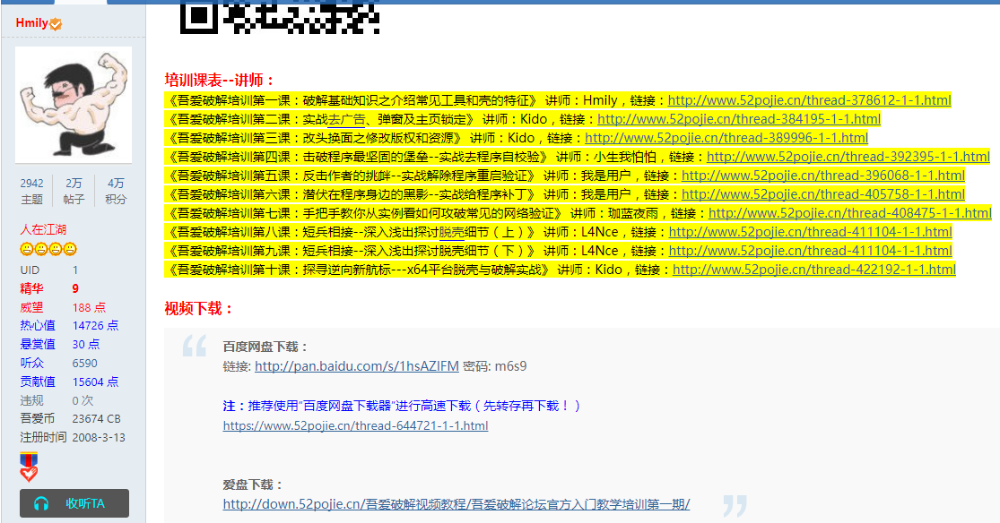 Hmily
2942 2万 4万
主题 帖子 积分
人在江湖
UID 1
精华 9
威望 188 点
热心值 14726 点
悬赏值 30 点
听众 6590
贡献值 15604 点
违规 0 次
吾爱币 23674 CB
注册时间 2008-3-13
收听TA
培训课表--讲师：
《吾爱破解培训第一课：破解基础知识之介绍常见工具和壳的特征》 讲师：Hmily，链接：http://www.52pojie.cn/thread-378612-1-1.html
《吾爱破解培训第二课：实战去广告、弹窗及主页锁定》 讲师：Kido，链接：http://www.52pojie.cn/thread-384195-1-1.html
《吾爱破解培训第三课：改头换面之修改版权和资源》 讲师：Kido，链接：http://www.52pojie.cn/thread-389996-1-1.html
《吾爱破解培训第四课：击破程序最坚固的堡垒--实战去程序自校验》 讲师：小生我怕怕，链接：http://www.52pojie.cn/thread-392395-1-1.html
《吾爱破解培训第五课：反击作者的挑衅--实战解除程序重启验证》 讲师：我是用户，链接：http://www.52pojie.cn/thread-396068-1-1.html
《吾爱破解培训第六课：潜伏在程序身边的黑影--实战给程序补丁》 讲师：我是用户，链接：http://www.52pojie.cn/thread-405758-1-1.html
《吾爱破解培训第七课：手把手教你从实例看如何攻破常见的网络验证》 讲师：珈蓝夜雨，链接：http://www.52pojie.cn/thread-408475-1-1.html
《吾爱破解培训第八课：短兵相接--深入浅出探讨脱壳细节（上）》 讲师：L4Nce，链接：http://www.52pojie.cn/thread-411104-1-1.html
《吾爱破解培训第九课：短兵相接--深入浅出探讨脱壳细节（下）》 讲师：L4Nce，链接：http://www.52pojie.cn/thread-411104-1-1.html
《吾爱破解培训第十课：探寻逆向新航标---x64平台脱壳与破解实战》 讲师：Kido，链接：http://www.52pojie.cn/thread-422192-1-1.html
视频下载：
百度网盘下载：
链接: http://pan.baidu.com/s/1hsAZIFM 密码: m6s9
注：推荐使用"百度网盘下载器"进行高速下载（先转存再下载！）
https://www.52pojie.cn/thread-644721-1-1.html
爱盘下载：
http://down.52pojie.cn/吾爱破解视频教程/吾爱破解论坛官方入门教学培训第一期/